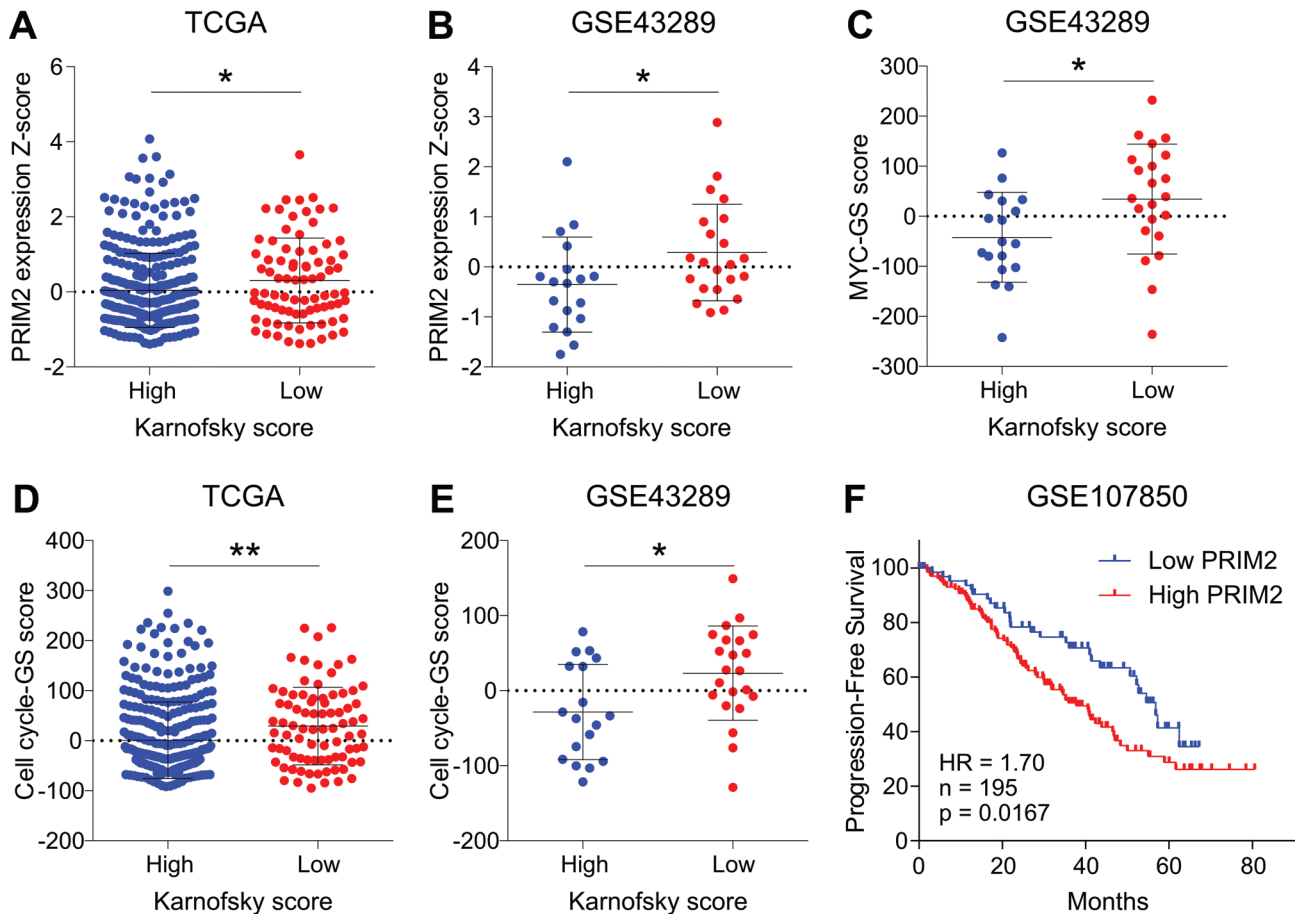 A
TCGA
PRIM2 expression Z-score
6
4
2
0
-2
*
High
Low
Karnofsky score
B
GSE43289
PRIM2 expression Z-score
4
3
2
1
0
-1
-2
*
High
Low
Karnofsky score
C
GSE43289
MYC-GS score
300
200
100
0
-100
-200
-300
*
High
Low
Karnofsky score
D
TCGA
Cell cycle-GS score
400
300
200
100
0
-100
-200
**
High
Low
Karnofsky score
E
GSE43289
Cell cycle-GS score
200
100
0
-100
-200
*
High
Low
Karnofsky score
F
GSE107850
Progression-Free Survival
100
80
60
40
20
0
Low PRIM2
High PRIM2
HR = 1.70
n = 195
p = 0.0167
0
20
40
60
80
Months